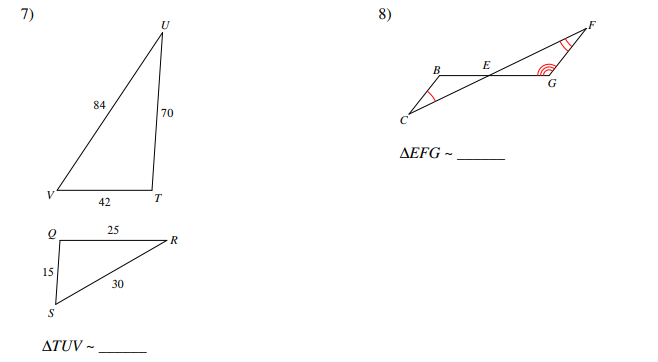 7)
U
84
70
V
42
T
Q
25
R
15
30
S
ΔTUV ~ ______
8)
F
B
E
G
C
ΔEFG ~ ______